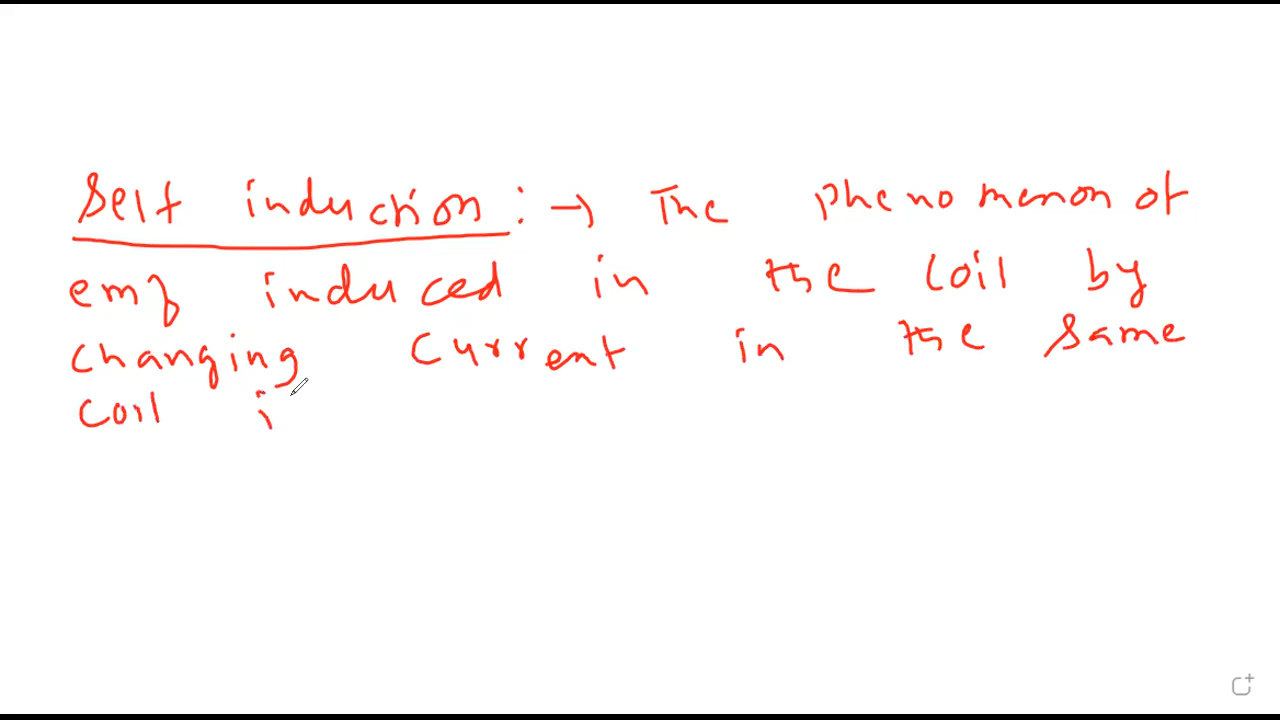 Self induction :→ The phenomenon of
emf induced in the coil by
changing current in the same
coil i